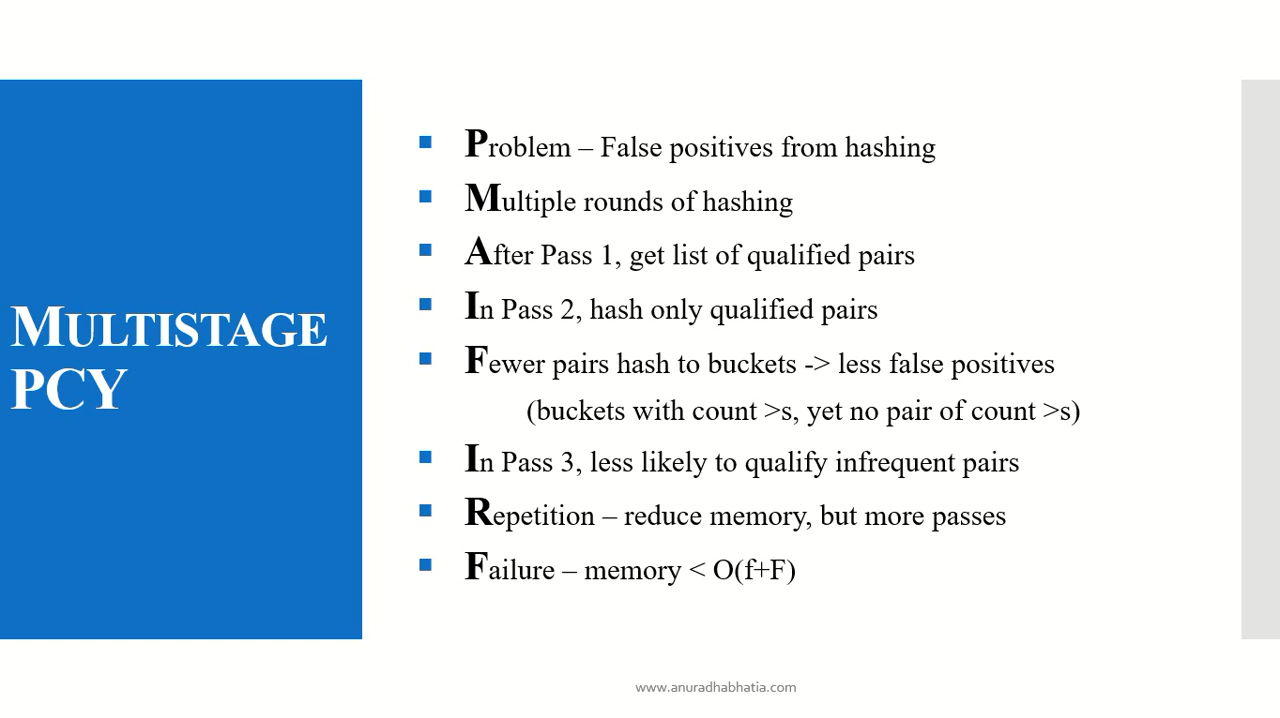 MULTISTAGE
PCY
Problem – False positives from hashing
Multiple rounds of hashing
After Pass 1, get list of qualified pairs
In Pass 2, hash only qualified pairs
Fewer pairs hash to buckets -> less false positives
(buckets with count >s, yet no pair of count >s)
In Pass 3, less likely to qualify infrequent pairs
Repetition – reduce memory, but more passes
Failure – memory < O(f+F)
www.anuradhabhatia.com